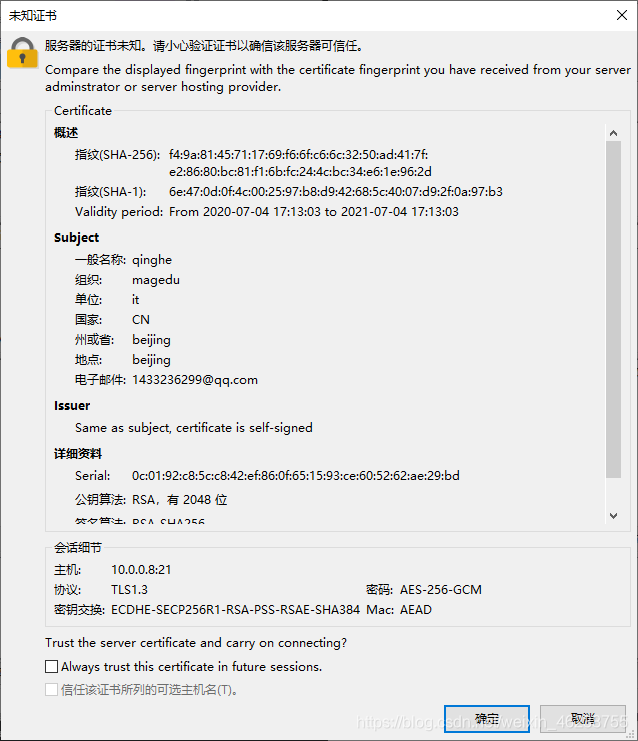 未知证书
服务器的证书未知。请小心验证证书以确信该服务器可信任。
Compare the displayed fingerprint with the certificate fingerprint you have received from your server
adminstrator or server hosting provider.
Certificate
概述
指纹(SHA-256): f4:9a:81:45:71:17:69:f6:6f:c6:6c:32:50:ad:41:7f:
e2:86:80:bc:81:f1:6b:fc:24:4c:bc:34:e6:1e:96:2d
指纹(SHA-1): 6e:47:0d:0f:4c:00:25:97:b8:d9:42:68:5c:40:07:d9:2f:0a:97:b3
Validity period: From 2020-07-04 17:13:03 to 2021-07-04 17:13:03
Subject
一般名称: qinghe
组织: magedu
单位: it
国家: CN
州或省: beijing
地点: beijing
电子邮件: 1433236299@qq.com
Issuer
Same as subject, certificate is self-signed
详细资料
Serial: 0c:01:92:c8:5c:c8:42:ef:86:0f:65:15:93:ce:60:52:62:ae:29:bd
公钥算法: RSA，有 2048 位
签名算法: RSA-SHA256
会话细节
主机: 10.0.0.8:21
协议: TLS1.3 密码: AES-256-GCM
密钥交换: ECDHE-SECP256R1-RSA-PSS-RSAE-SHA384 Mac: AEAD
Trust the server certificate and carry on connecting?
Always trust this certificate in future sessions.
信任该证书所列的可选主机名(T)。
确定 取消